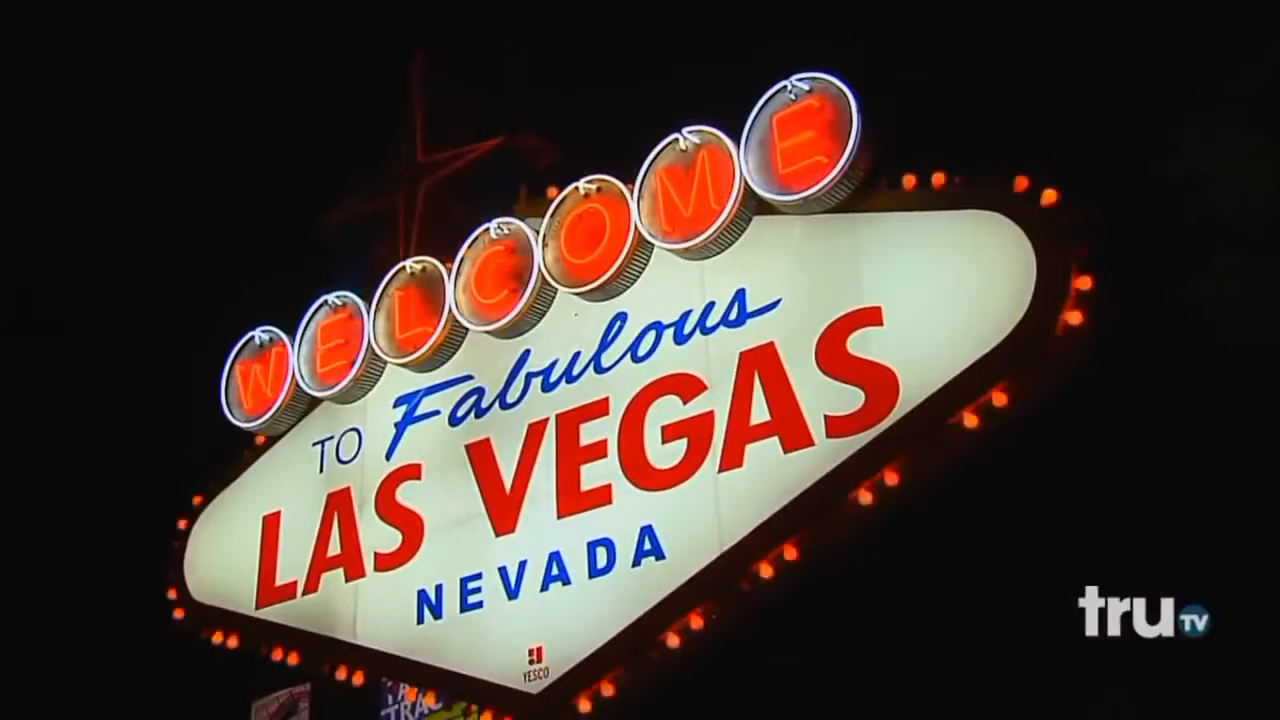 WELCOME
TO Fabulous
LAS VEGAS
NEVADA
YESCO
truTV